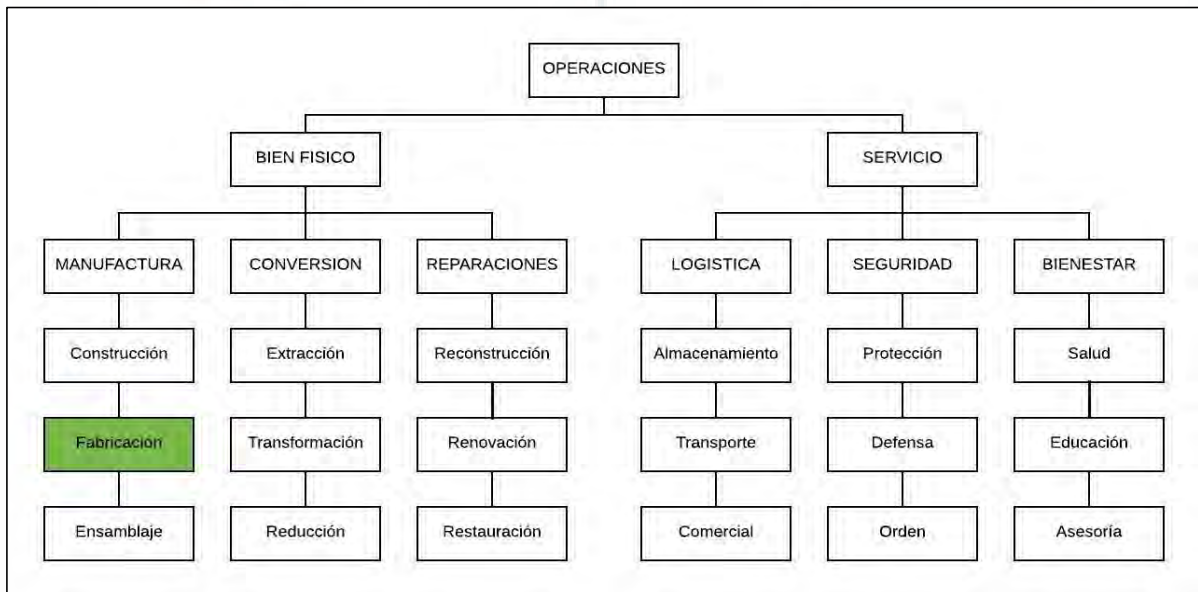 OPERACIONES
BIEN FISICO
SERVICIO
MANUFACTURA
CONVERSION
REPARACIONES
LOGISTICA
SEGURIDAD
BIENESTAR
Construcción
Extracción
Reconstrucción
Almacenamiento
Protección
Salud
Fabricación
Transformación
Renovación
Transporte
Defensa
Educación
Ensamblaje
Reducción
Restauración
Comercial
Orden
Asesoría